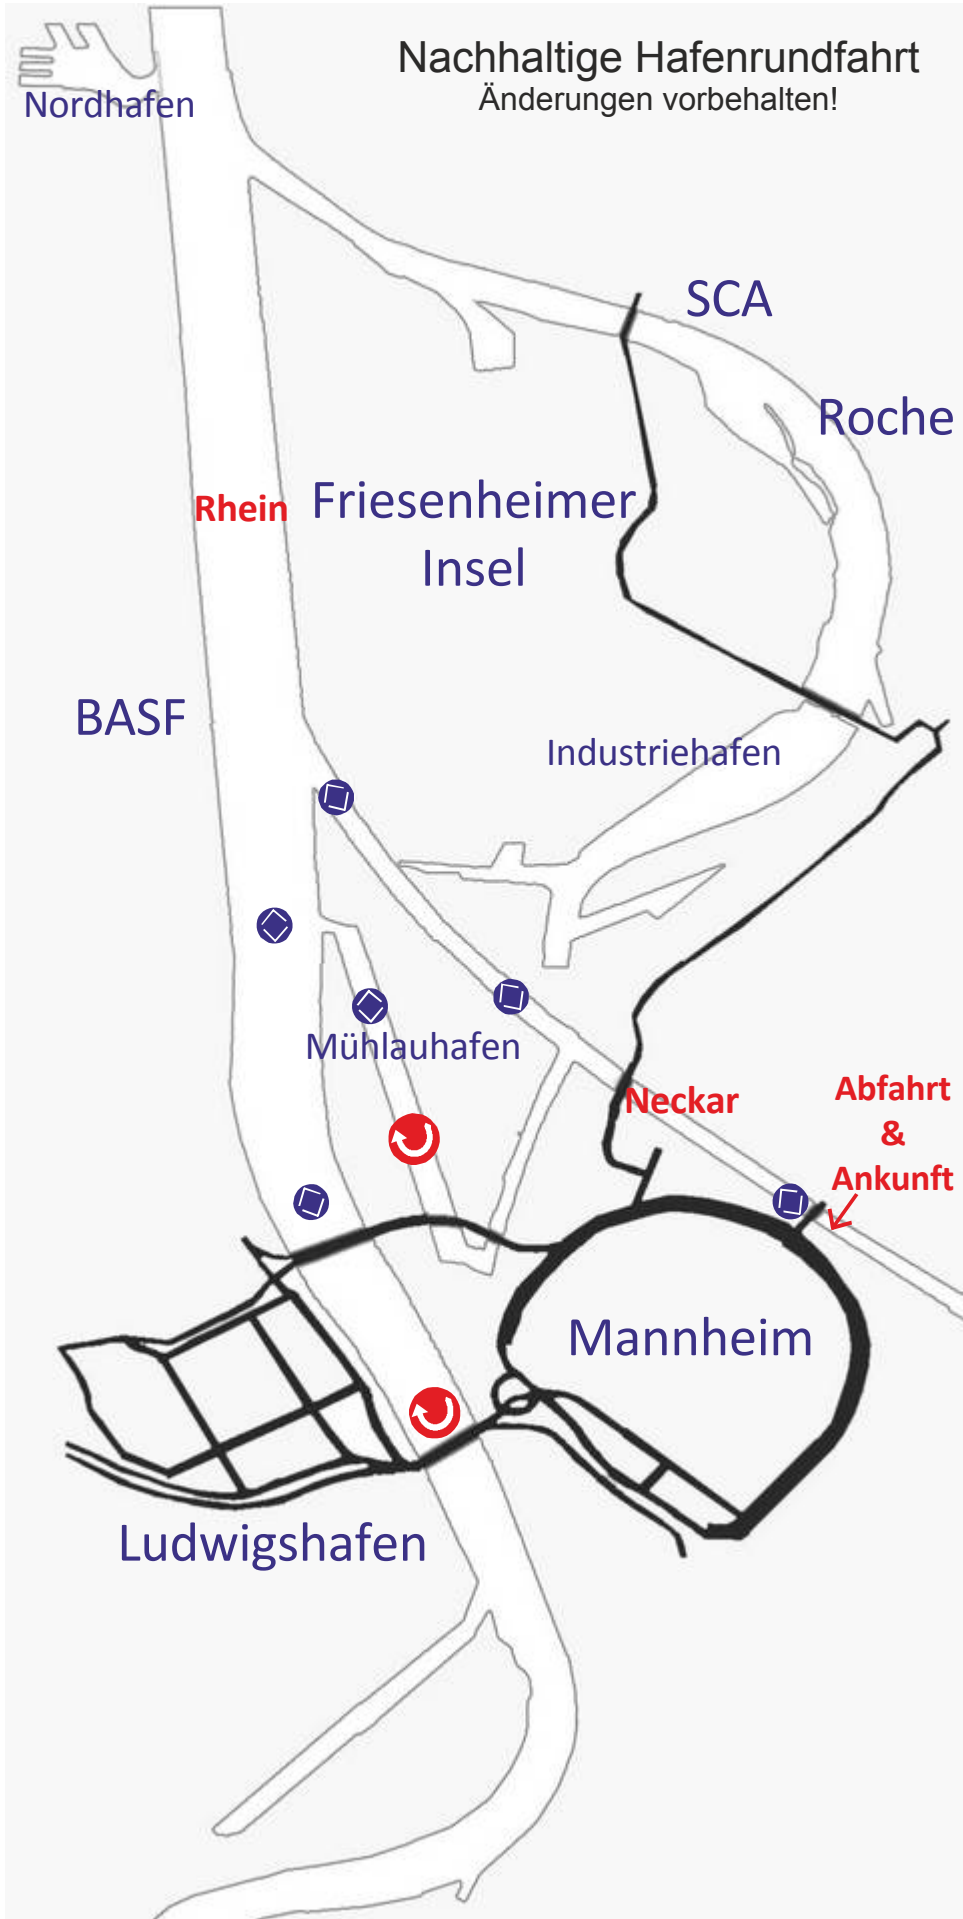 Nachhaltige Hafenrundfahrt
Änderungen vorbehalten!
Nordhafen
SCA
Roche
Rhein
Friesenheimer
Insel
BASF
Industriehafen
Mühlauhafen
Neckar
Abfahrt
&
Ankunft
Mannheim
Ludwigshafen